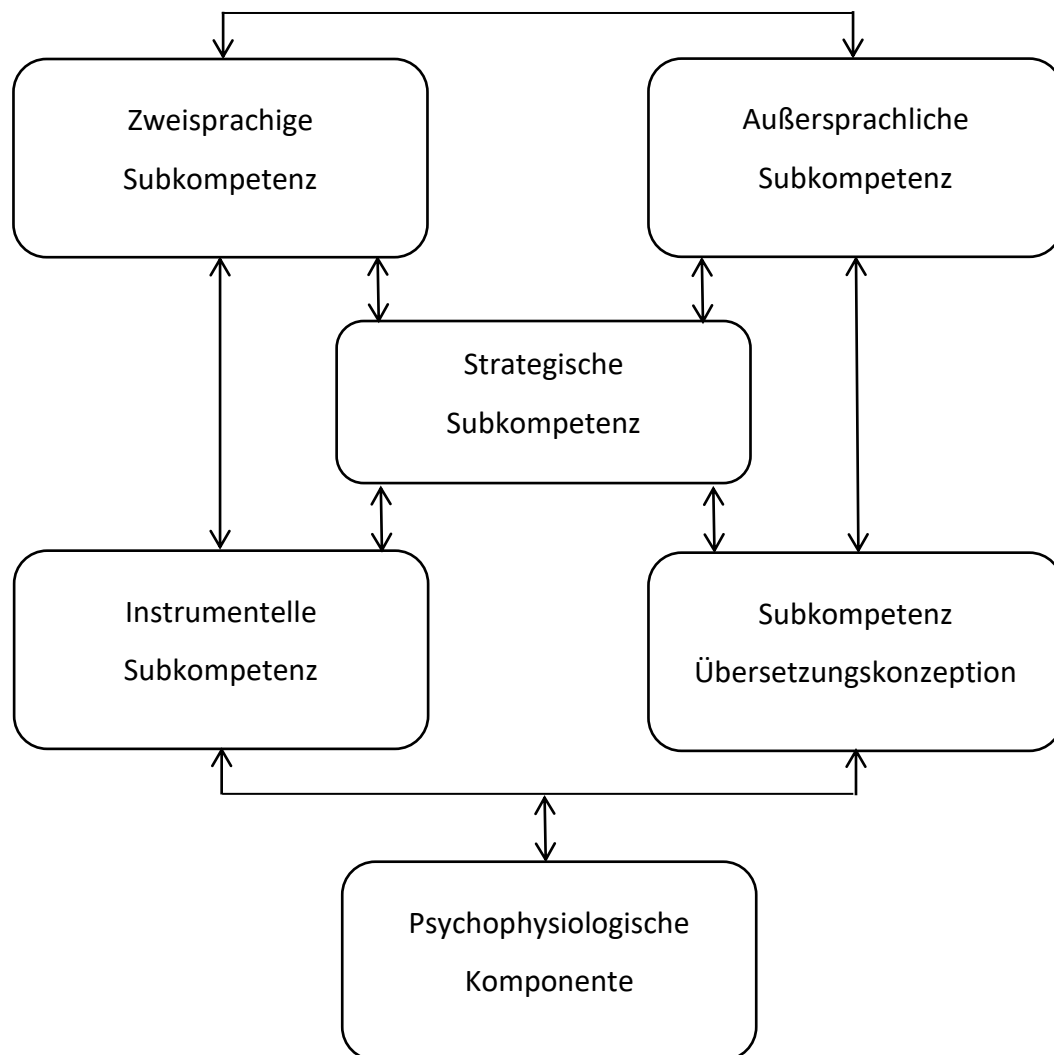 Zweisprachige
Subkompetenz
Außersprachliche
Subkompetenz
Strategische
Subkompetenz
Instrumentelle
Subkompetenz
Subkompetenz
Übersetzungskonzeption
Psychophysiologische
Komponente